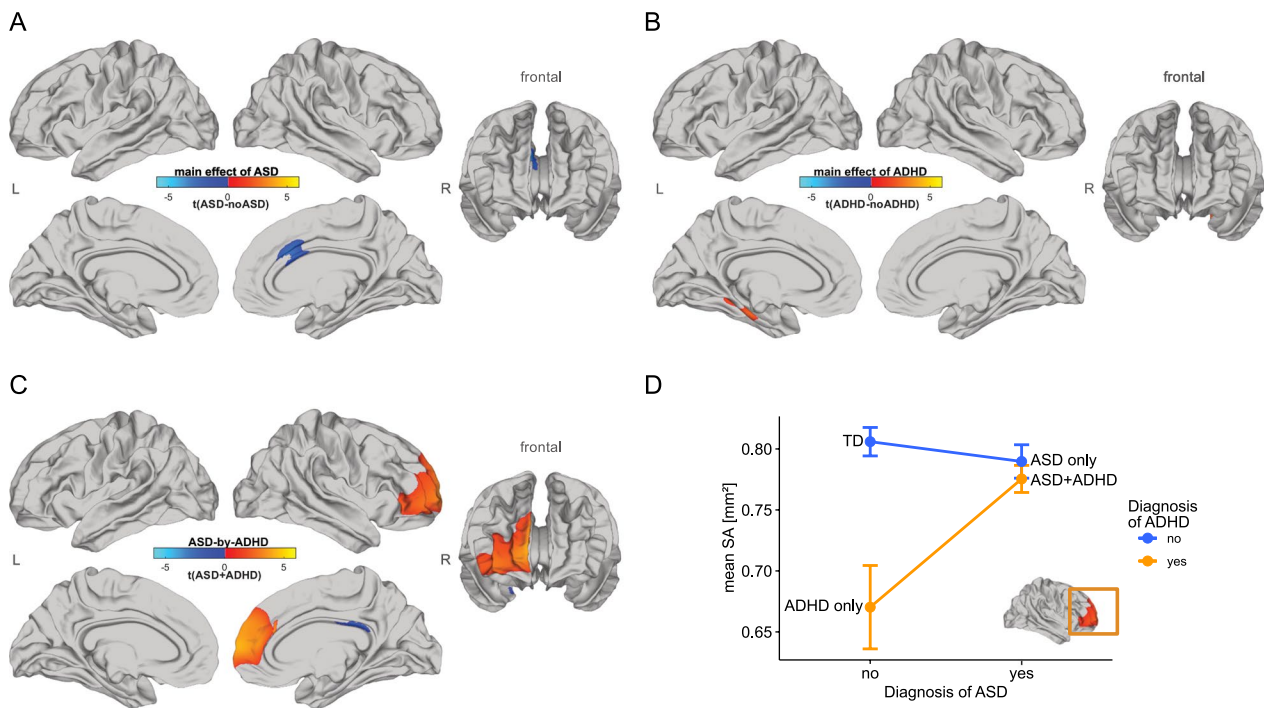 A
frontal
main effect of ASD
L
-5 0 5
R
t(ASD-noASD)
B
frontal
main effect of ADHD
L
-5 0 5
R
t(ADHD-noADHD)
C
frontal
ASD-by-ADHD
L
-5 0 5
R
t(ASD+ADHD)
D
mean SA [mm²]
0.80
0.75
0.70
0.65
TD
ASD only
ASD+ADHD
ADHD only
no
yes
Diagnosis of ASD
Diagnosis
of ADHD
no
yes